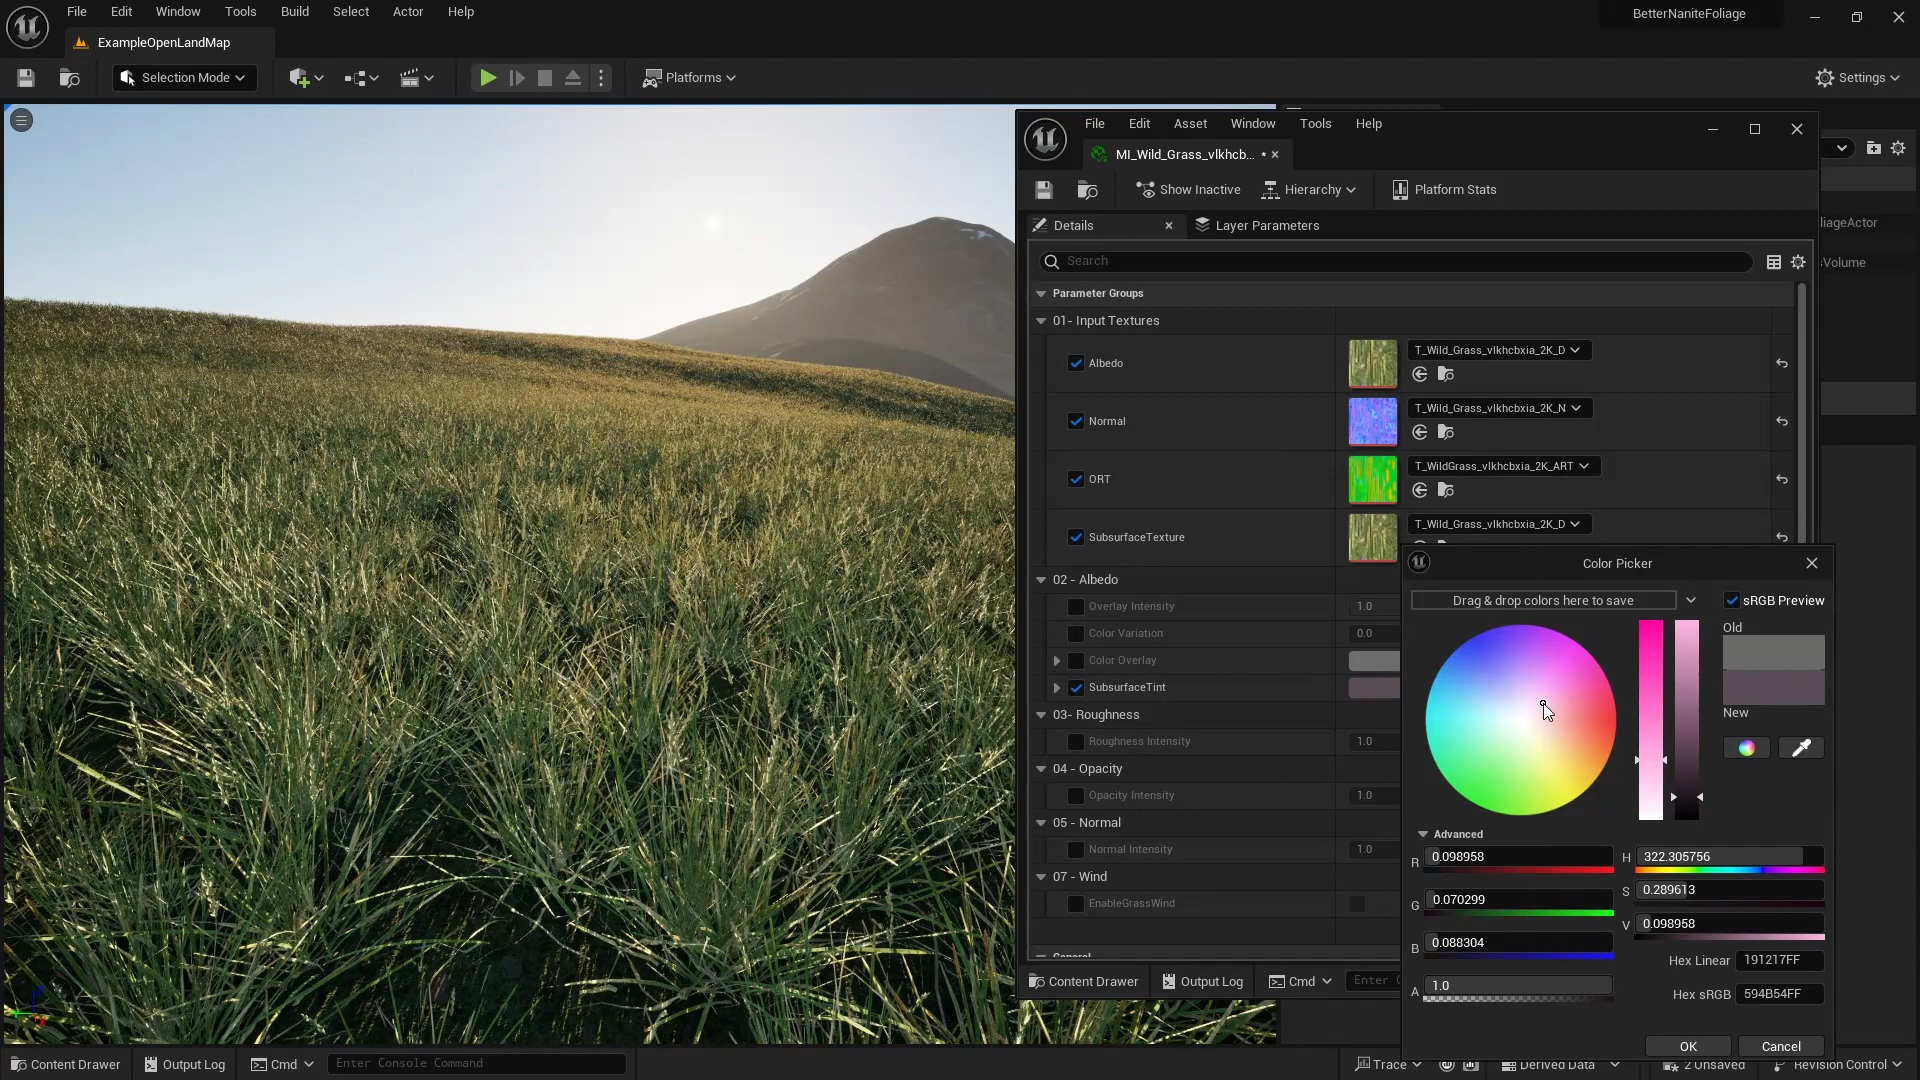 File Edit Window Tools Build Select Actor Help
BetterNaniteFoliage
ExampleOpenLandMap
Selection Mode
Platforms
Settings
File Edit Asset Window Tools Help
MI_Wild_Grass_vlkhcb... *
Show Inactive Hierarchy Platform Stats
Details Layer Parameters
liageActor
Search
Volume
Parameter Groups
01- Input Textures
Albedo T_Wild_Grass_vlkhcbxia_2K_D
Normal T_Wild_Grass_vlkhcbxia_2K_N
ORT T_WildGrass_vlkhcbxia_2K_ART
SubsurfaceTexture T_Wild_Grass_vlkhcbxia_2K_D
02 - Albedo
Overlay Intensity 1.0
Color Variation 0.0
Color Overlay
SubsurfaceTint
03- Roughness
Roughness Intensity 1.0
04 - Opacity
Opacity Intensity 1.0
05 - Normal
Normal Intensity 1.0
07 - Wind
EnableGrassWind
General
Content Drawer Output Log Cmd Enter C
Color Picker
Drag & drop colors here to save
sRGB Preview
Old
New
Advanced
R 0.098958 H 322.305756
G 0.070299 S 0.289613
B 0.088304 V 0.098958
A 1.0
Hex Linear 191217FF
Hex sRGB 594B54FF
OK Cancel
Content Drawer Output Log Cmd Enter Console Command
Trace Derived Data 2 Unsaved Revision Control